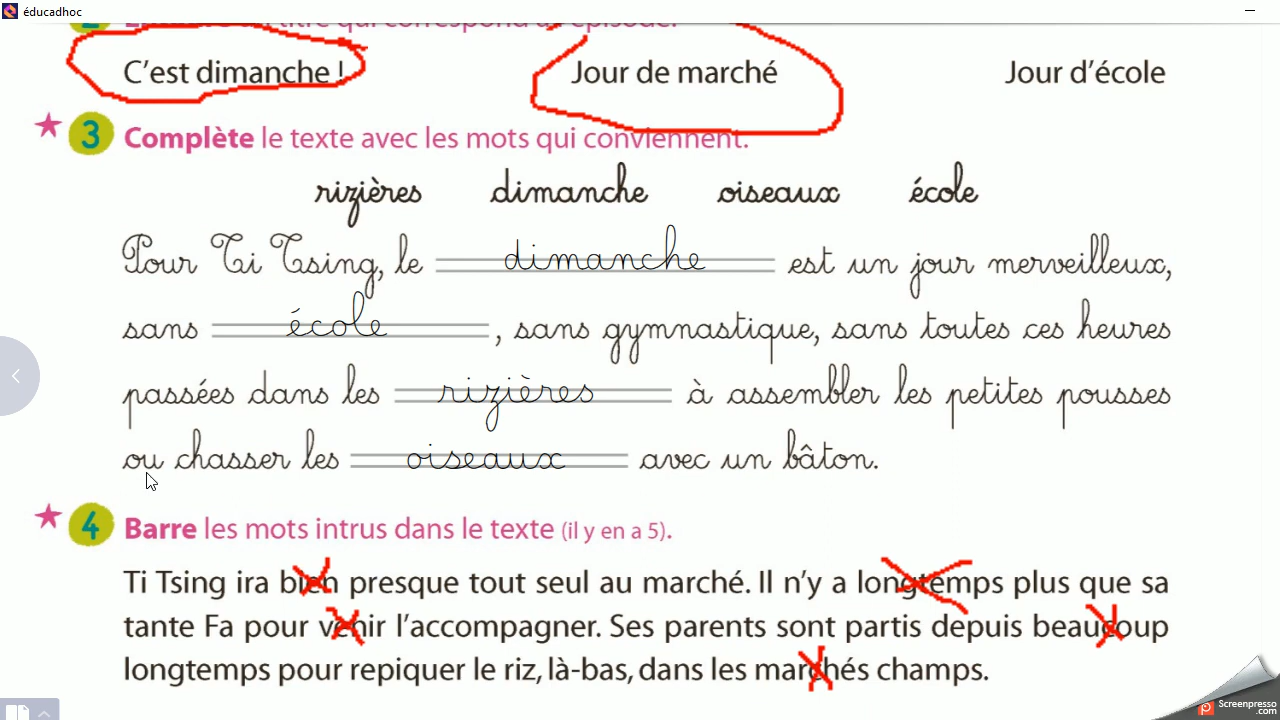 éducadhoc
titre qui correspond
épisode.
C'est dimanche !
Jour de marché
Jour d'école
3 Complète le texte avec les mots qui conviennent.
rizières dimanche oiseaux école
Pour Ti Tsing, le dimanche est un jour merveilleux,
sans école, sans gymnastique, sans toutes ces heures
passées dans les rizières à assembler les petites pousses
ou chasser les oiseaux avec un bâton.
4 Barre les mots intrus dans le texte (il y en a 5).
Ti Tsing ira bien presque tout seul au marché. Il n'y a longtemps plus que sa
tante Fa pour venir l'accompagner. Ses parents sont partis depuis beaucoup
longtemps pour repiquer le riz, là-bas, dans les marchés champs.
Screenpresso
.com